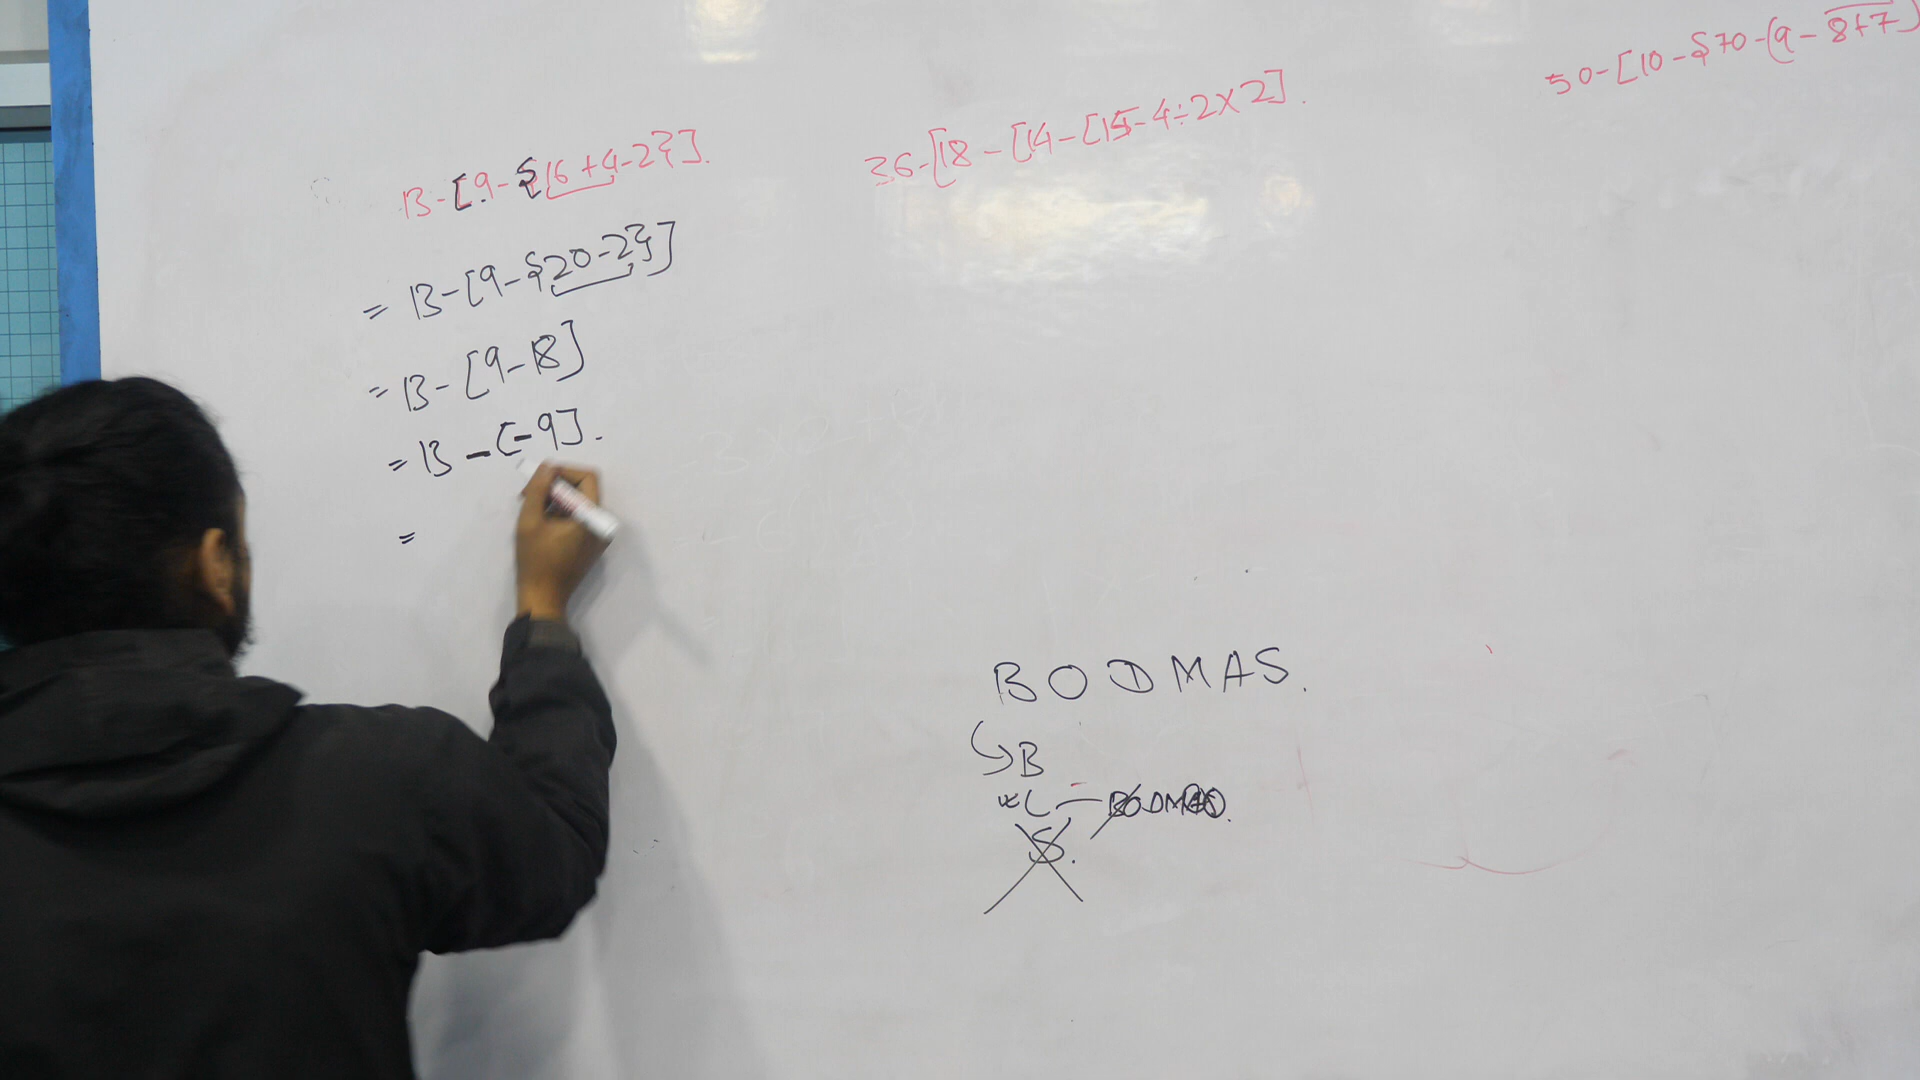 13-[9-{16+4-2}].
= 13-[9-{20-2}]
= 13-[9-18]
= 13-[-9].
=
36-[18-[14-[15-4÷2×2].
50-[10-{70-(9-8+7)
BODMAS.
B
C
S.